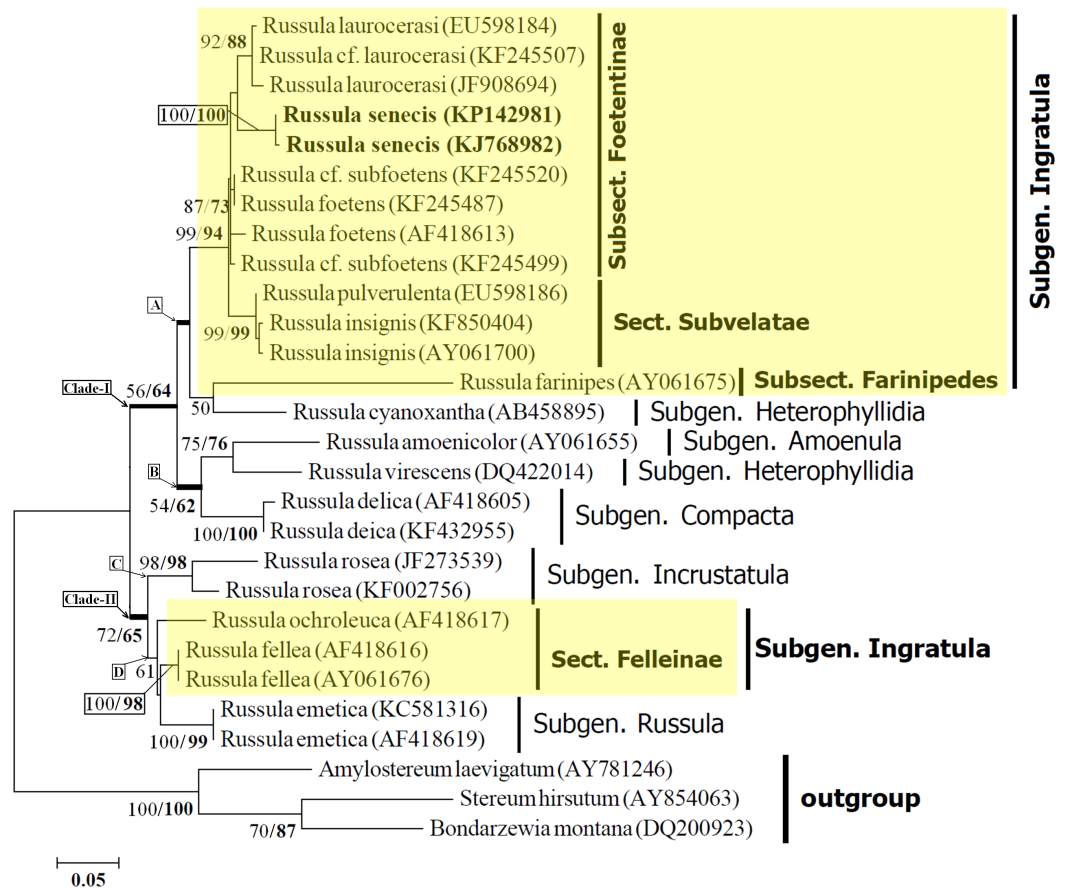 Russula laurocerasi (EU598184)
92/88
Russula cf. laurocerasi (KF245507)
Russula laurocerasi (JF908694)
100/100
Russula senecis (KP142981)
Russula senecis (KJ768982)
Russula cf. subfoetens (KF245520)
87/73
Russula foetens (KF245487)
99/94
Russula foetens (AF418613)
Russula cf. subfoetens (KF245499)
Subsect. Foetentinae
Subgen. Ingratula
Russula pulverulenta (EU598186)
A
99/99
Russula insignis (KF850404)
Sect. Subvelatae
Russula insignis (AY061700)
Russula farinipes (AY061675)
Subsect. Farinipedes
Clade-I
56/64
50
Russula cyanoxantha (AB458895)
Subgen. Heterophyllidia
75/76
Russula amoenicolor (AY061655)
Subgen. Amoenula
B
Russula virescens (DQ422014)
Subgen. Heterophyllidia
54/62
Russula delica (AF418605)
Subgen. Compacta
100/100
Russula deica (KF432955)
C
98/98
Russula rosea (JF273539)
Subgen. Incrustatula
Russula rosea (KF002756)
Clade-II
72/65
Russula ochroleuca (AF418617)
Russula fellea (AF418616)
Sect. Felleinae
Subgen. Ingratula
D
61
Russula fellea (AY061676)
100/98
Russula emetica (KC581316)
Subgen. Russula
100/99
Russula emetica (AF418619)
Amylostereum laevigatum (AY781246)
100/100
Stereum hirsutum (AY854063)
outgroup
70/87
Bondarzewia montana (DQ200923)
0.05